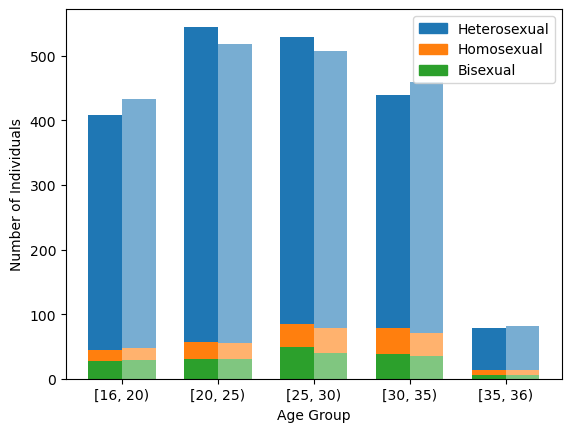 Heterosexual
Homosexual
Bisexual
Number of Individuals
500
400
300
200
100
0
[16, 20) [20, 25) [25, 30) [30, 35) [35, 36)
Age Group